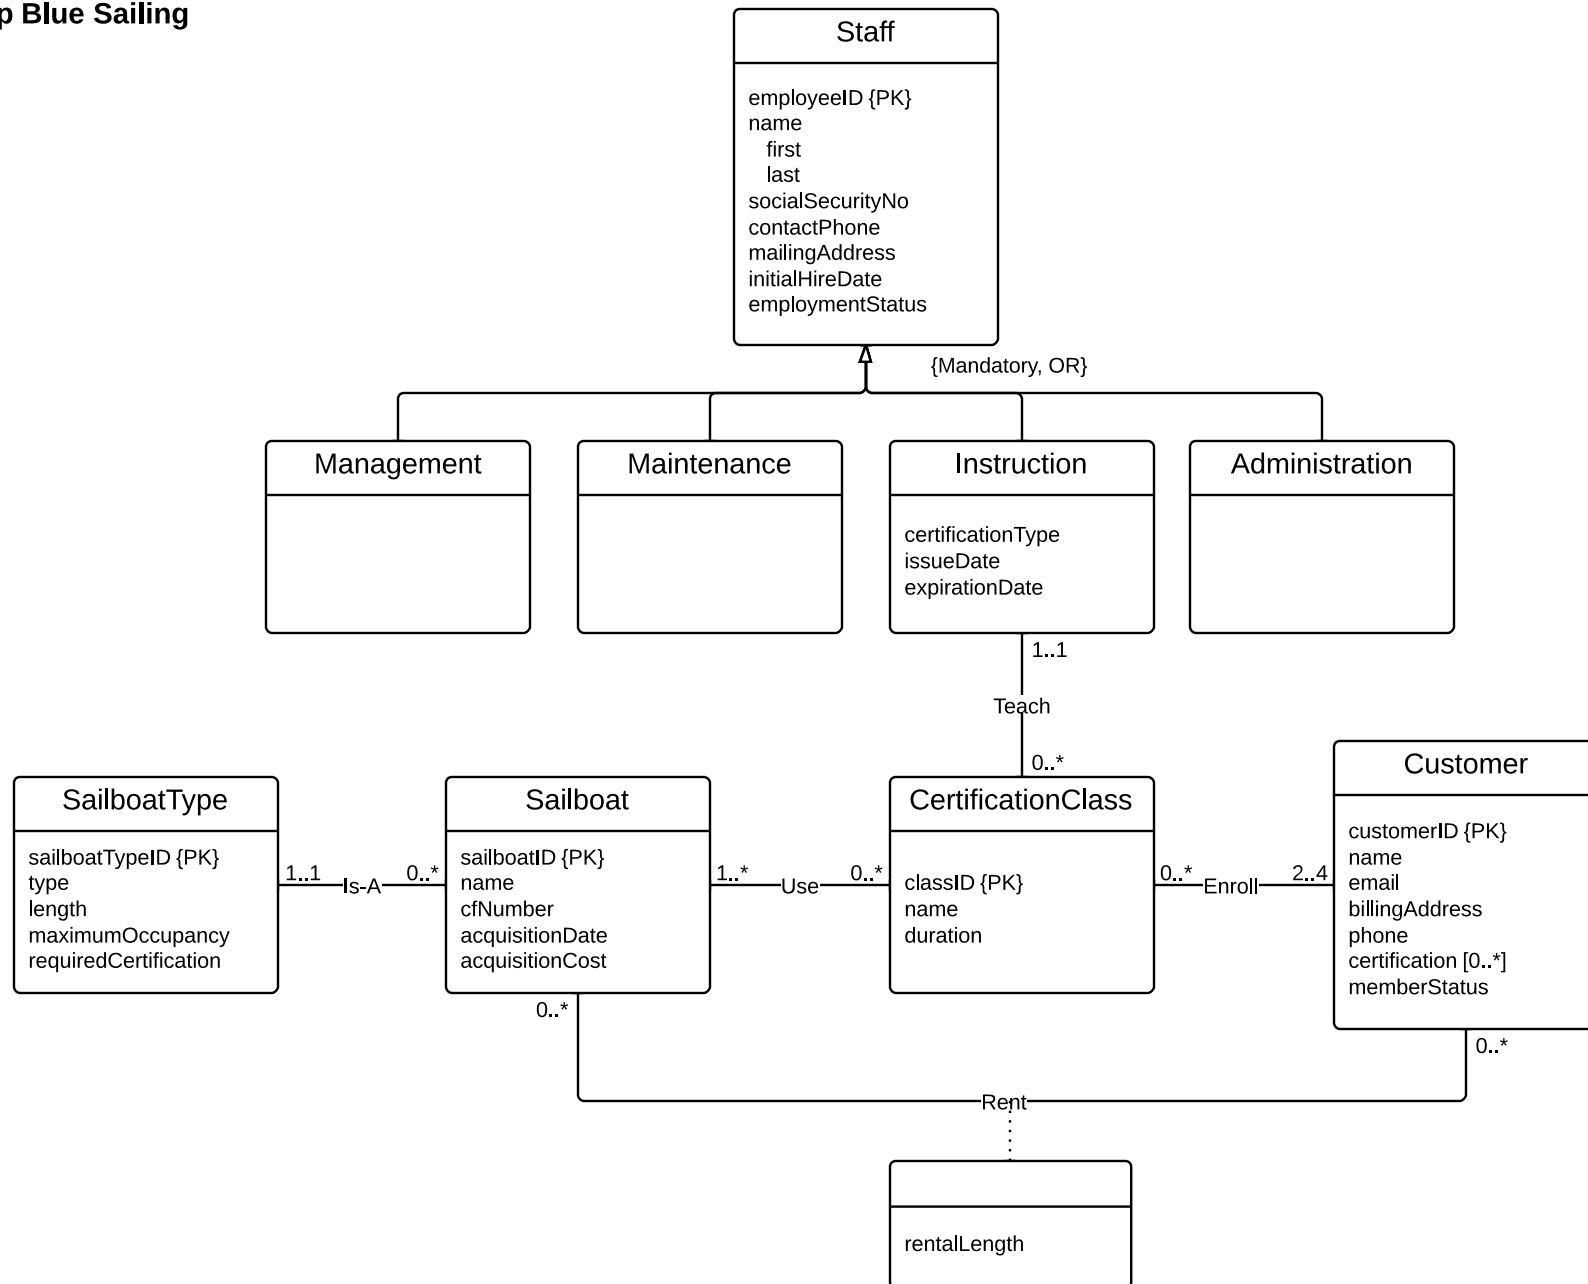 p Blue Sailing
Staff
employeeID {PK}
name
first
last
socialSecurityNo
contactPhone
mailingAddress
initialHireDate
employmentStatus
{Mandatory, OR}
Management
Maintenance
Instruction
certificationType
issueDate
expirationDate
Administration
1..1
Teach
0..*
SailboatType
sailboatTypeID {PK}
type
length
maximumOccupancy
requiredCertification
1..1
Is-A
0..*
Sailboat
sailboatID {PK}
name
cfNumber
acquisitionDate
acquisitionCost
1..*
Use
0..*
CertificationClass
classID {PK}
name
duration
0..*
Enroll
2..4
Customer
customerID {PK}
name
email
billingAddress
phone
certification [0..*]
memberStatus
0..*
0..*
Rent
rentalLength